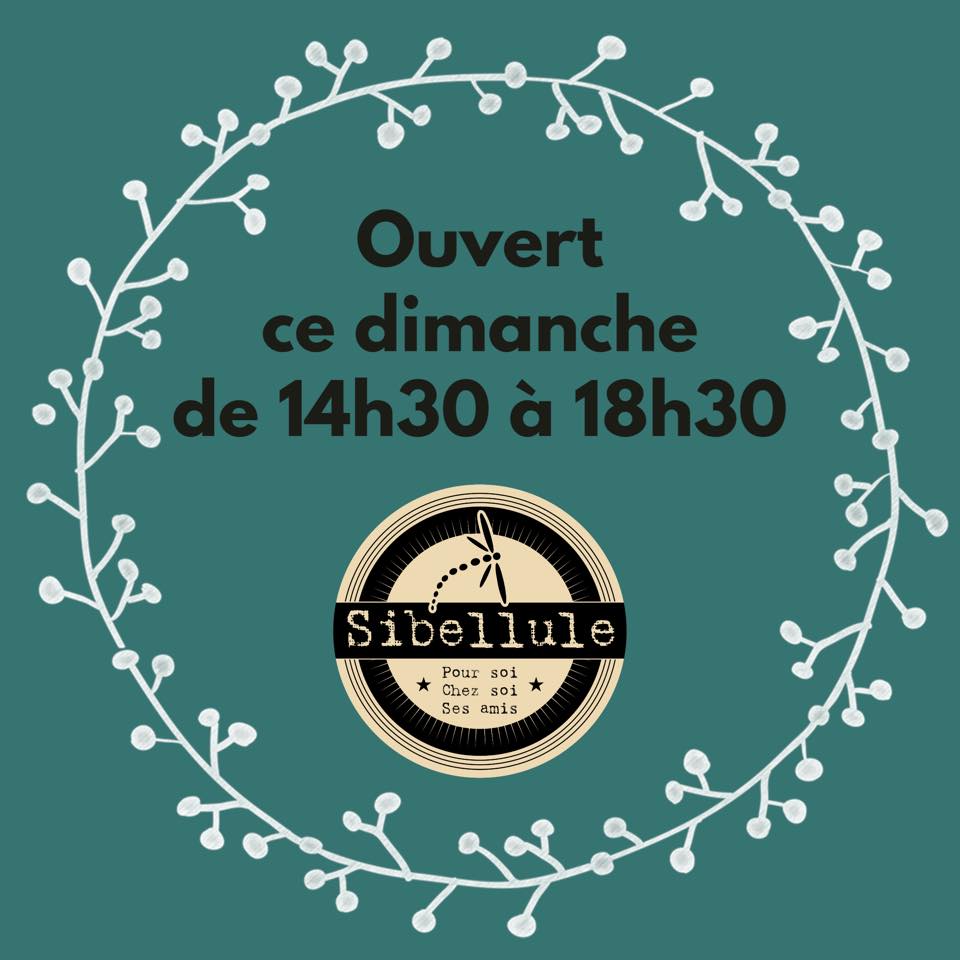 Ouvert
ce dimanche
de 14h30 à 18h30
Sibellule
Pour soi
Chez soi
Ses amis